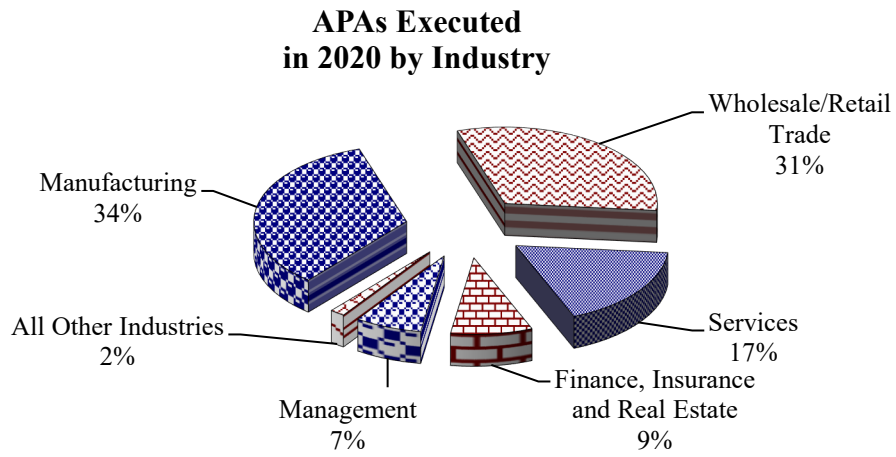 APAs Executed
in 2020 by Industry
Wholesale/Retail
Trade
31%
Manufacturing
34%
All Other Industries
2%
Services
17%
Finance, Insurance
and Real Estate
9%
Management
7%